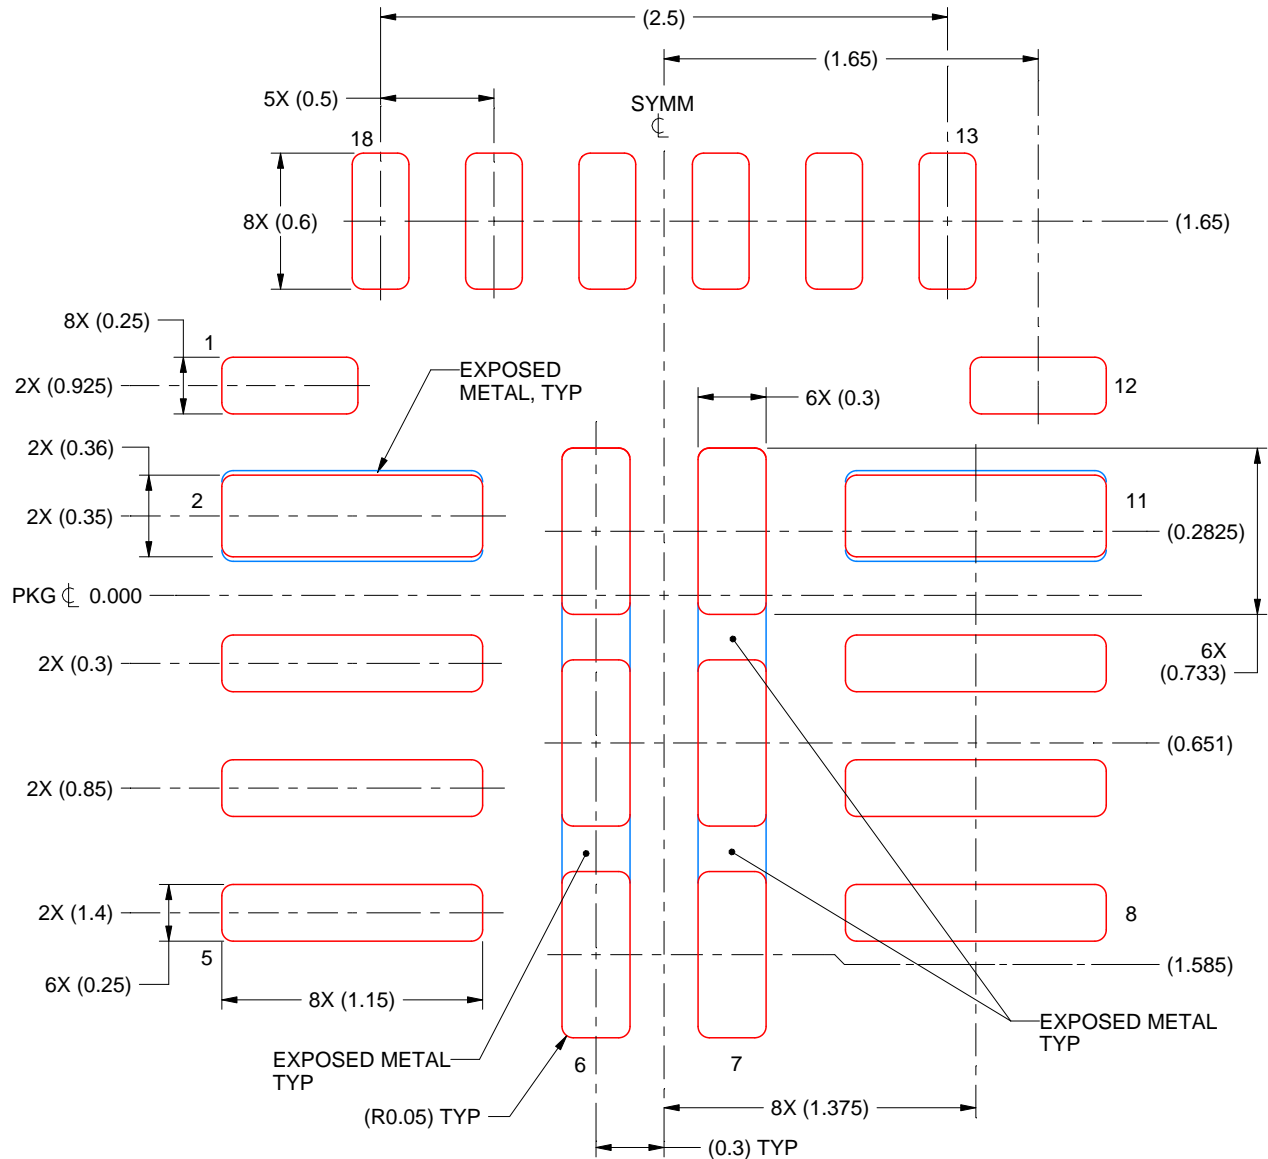 (2.5)
(1.65)
5X (0.5)
SYMM
℄
18
13
8X (0.6)
(1.65)
8X (0.25)
1
EXPOSED
METAL, TYP
2X (0.925)
12
6X (0.3)
2X (0.36)
2
11
2X (0.35)
(0.2825)
PKG ℄ 0.000
2X (0.3)
6X
(0.733)
(0.651)
2X (0.85)
2X (1.4)
8
5
(1.585)
6X (0.25)
8X (1.15)
EXPOSED METAL
TYP
EXPOSED METAL
TYP
6
7
(R0.05) TYP
8X (1.375)
(0.3) TYP